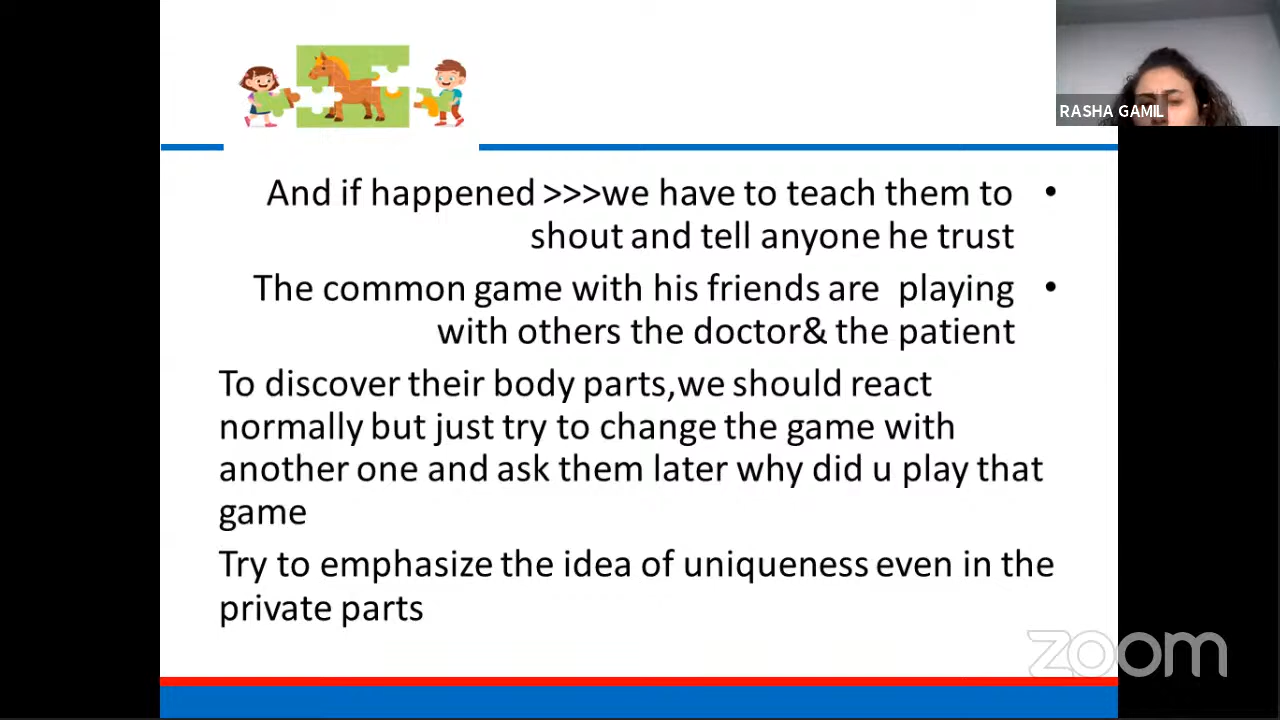 RASHA GAMIL
And if happened >>>we have to teach them to •
shout and tell anyone he trust
The common game with his friends are playing •
with others the doctor& the patient
To discover their body parts,we should react
normally but just try to change the game with
another one and ask them later why did u play that
game
Try to emphasize the idea of uniqueness even in the
private parts
zoom